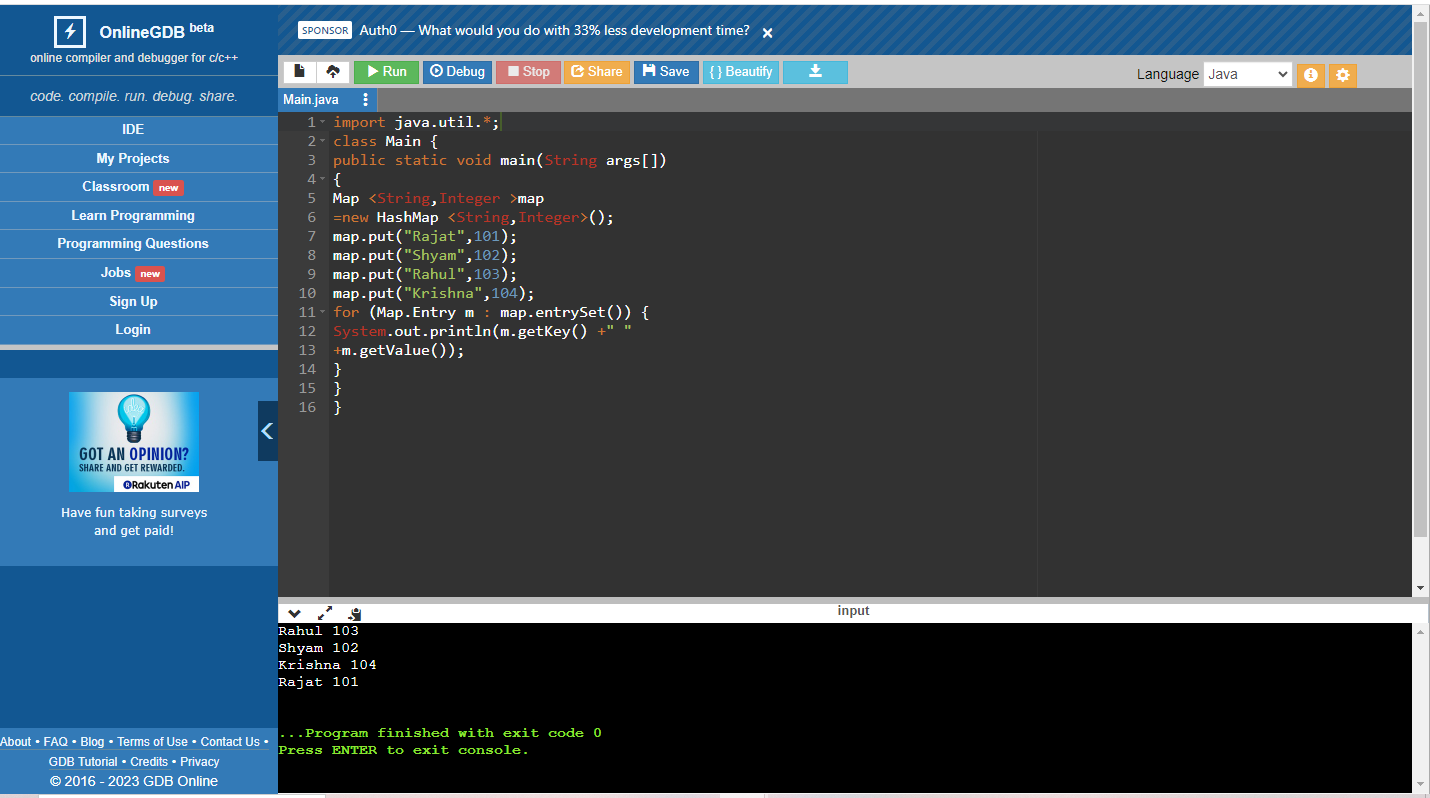 OnlineGDB beta
online compiler and debugger for c/c++
code. compile. run. debug. share.
IDE
My Projects
Classroom new
Learn Programming
Programming Questions
Jobs new
Sign Up
Login
GOT AN OPINION?
SHARE AND GET REWARDED.
Rakuten AIP
Have fun taking surveys
and get paid!
About • FAQ • Blog • Terms of Use • Contact Us •
GDB Tutorial • Credits • Privacy
© 2016 - 2023 GDB Online
SPONSOR Auth0 — What would you do with 33% less development time?
Run Debug Stop Share Save { } Beautify
Language Java
Main.java
1 import java.util.*;
2 class Main {
3 public static void main(String args[])
4 {
5 Map <String,Integer >map
6 =new HashMap <String,Integer>();
7 map.put("Rajat",101);
8 map.put("Shyam",102);
9 map.put("Rahul",103);
10 map.put("Krishna",104);
11 for (Map.Entry m : map.entrySet()) {
12 System.out.println(m.getKey() +" "
13 +m.getValue());
14 }
15 }
16 }
input
Rahul 103
Shyam 102
Krishna 104
Rajat 101
...Program finished with exit code 0
Press ENTER to exit console.